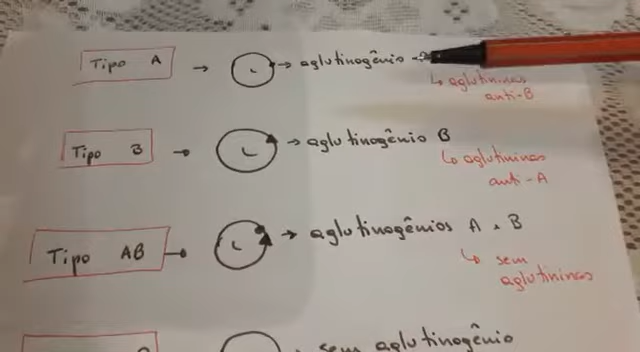 Tipo A → aglutinogênio
↳ aglutininas
anti-B
Tipo B → aglutinogênio B
↳ aglutininas
anti-A
Tipo AB → aglutinogênios A e B
↳ sem
aglutininas
sem aglutinogênio